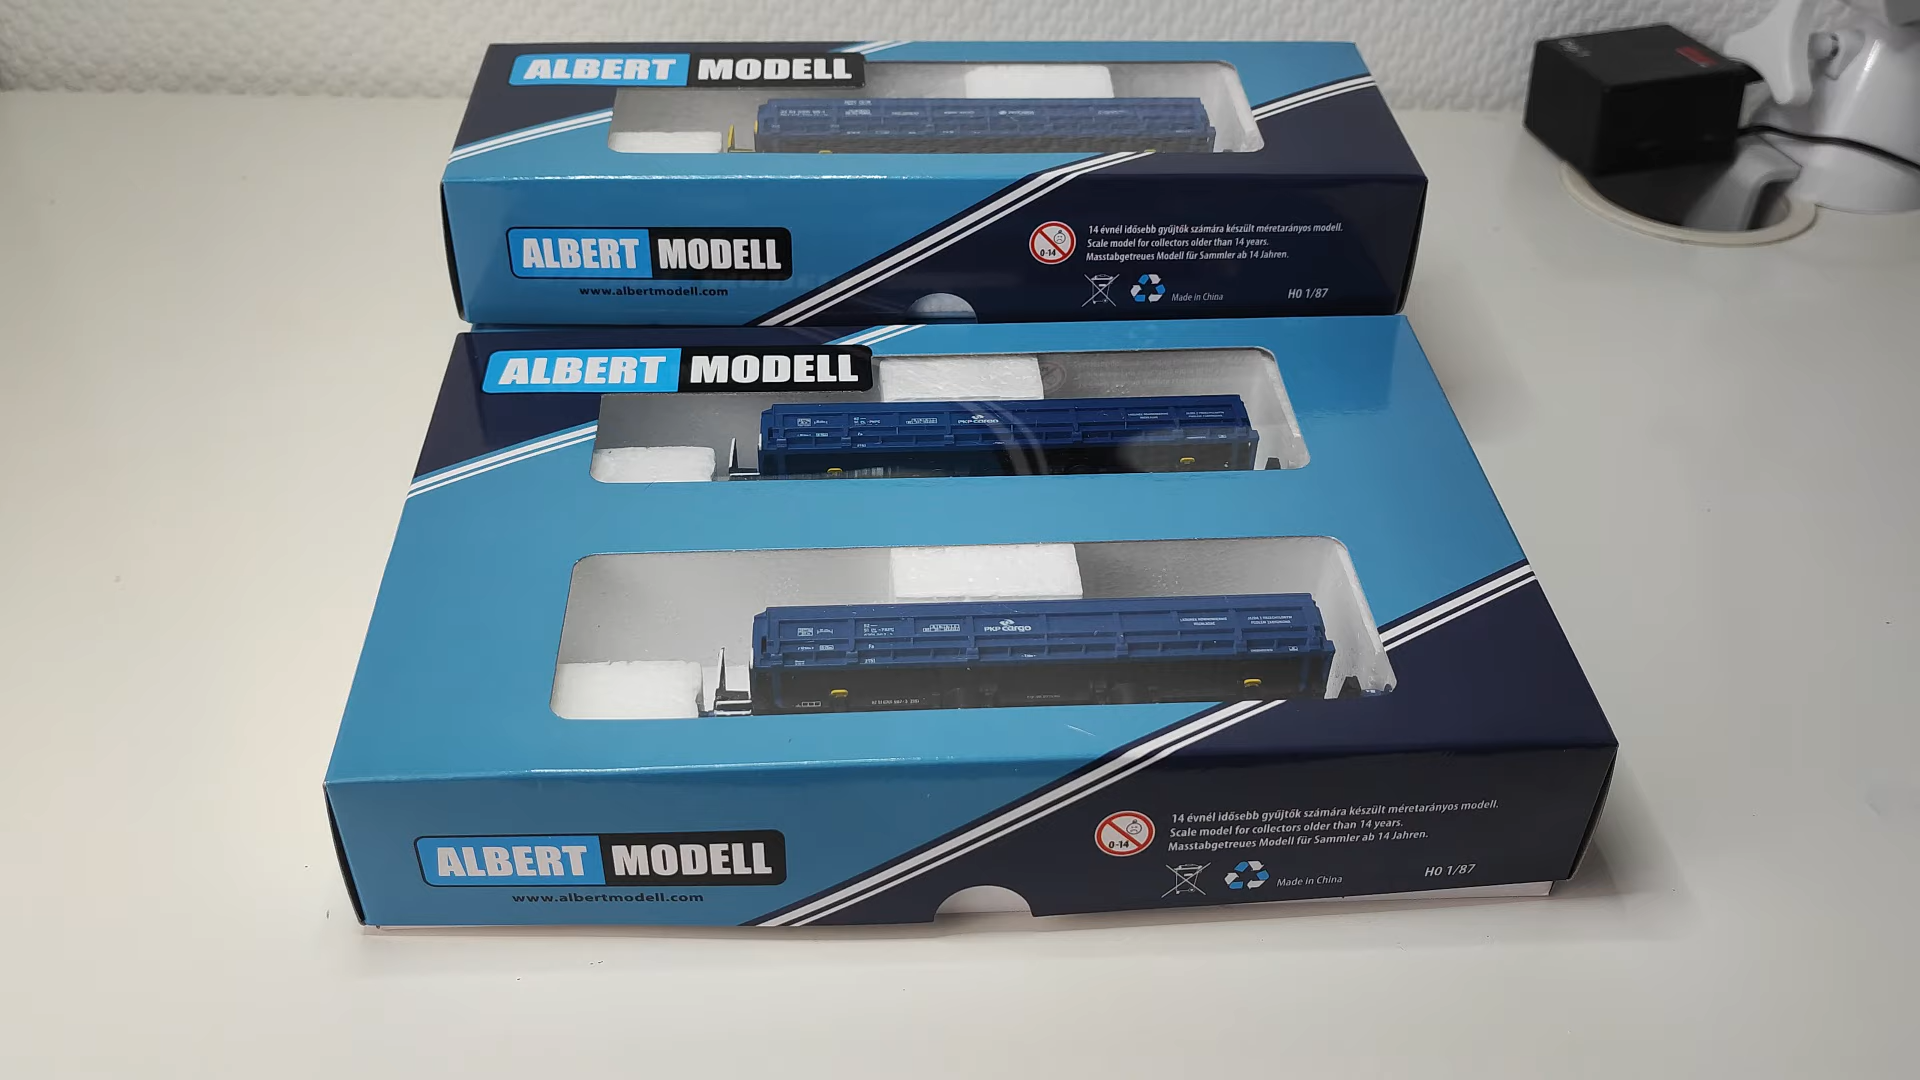 ALBERT MODELL
ALBERT MODELL
www.albertmodell.com
0-14
14 évnél idősebb gyűjtők számára készült méretarányos modell.
Scale model for collectors older than 14 years.
Masstabgetreues Modell für Sammler ab 14 Jahren.
Made in China
H0 1/87
ALBERT MODELL
PKP CARGO
PKP CARGO
ALBERT MODELL
www.albertmodell.com
0-14
14 évnél idősebb gyűjtők számára készült méretarányos modell.
Scale model for collectors older than 14 years.
Masstabgetreues Modell für Sammler ab 14 Jahren.
Made in China
H0 1/87